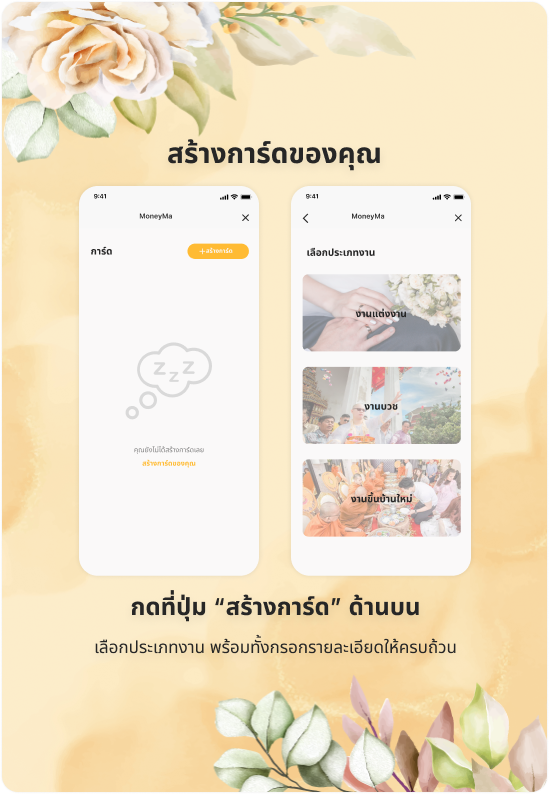 สร้างการ์ดของคุณ
9:41
MoneyMa
การ์ด
+สร้างการ์ด
คุณยังไม่ได้สร้างการ์ดเลย
สร้างการ์ดของคุณ
9:41
MoneyMa
เลือกประเภทงาน
งานแต่งงาน
งานบวช
งานขึ้นบ้านใหม่
กดที่ปุ่ม “สร้างการ์ด” ด้านบน
เลือกประเภทงาน พร้อมทั้งกรอกรายละเอียดให้ครบถ้วน